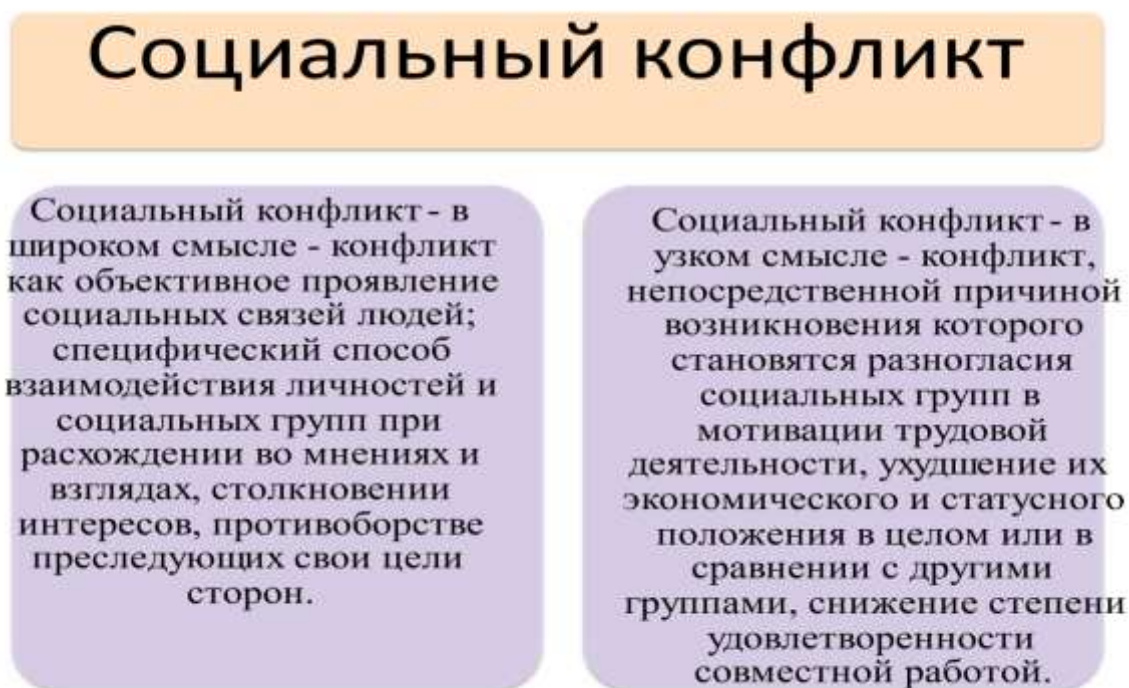 Социальный конфликт
Социальный конфликт - в
широком смысле - конфликт
как объективное проявление
социальных связей людей;
специфический способ
взаимодействия личностей и
социальных групп при
расхождении во мнениях и
взглядах, столкновении
интересов, противоборстве
преследующих свои цели
сторон.
Социальный конфликт - в
узком смысле - конфликт,
непосредственной причиной
возникновения которого
становятся разногласия
социальных групп в
мотивации трудовой
деятельности, ухудшение их
экономического и статусного
положения в целом или в
сравнении с другими
группами, снижение степени
удовлетворенности
совместной работой.